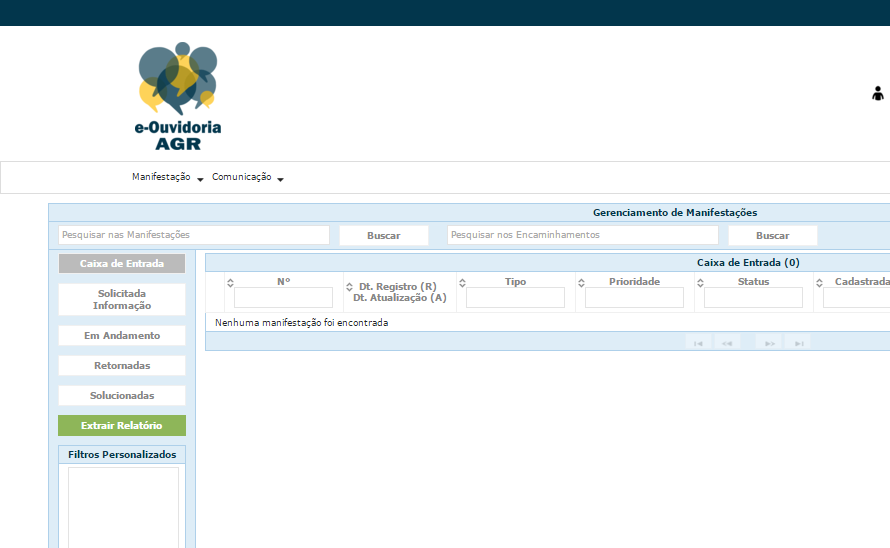 e-Ouvidoria
AGR
Manifestação Comunicação
Gerenciamento de Manifestações
Pesquisar nas Manifestações Buscar Pesquisar nos Encaminhamentos Buscar
Caixa de Entrada
Solicitada
Informação
Em Andamento
Retornadas
Solucionadas
Extrair Relatório
Filtros Personalizados
Caixa de Entrada (0)
Nº Dt. Registro (R) Tipo Prioridade Status Cadastrada
Dt. Atualização (A)
Nenhuma manifestação foi encontrada